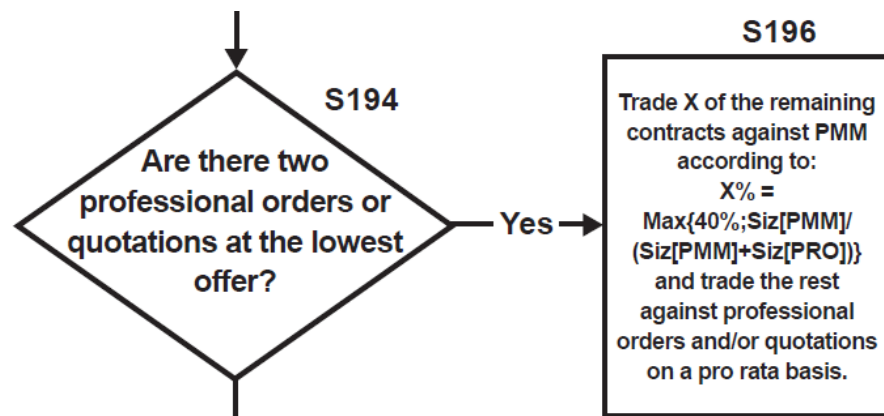 S194
Are there two
professional orders or
quotations at the lowest
offer?
Yes
S196
Trade X of the remaining
contracts against PMM
according to:
X% =
Max{40%;Siz[PMM]/
(Siz[PMM]+Siz[PRO])}
and trade the rest
against professional
orders and/or quotations
on a pro rata basis.